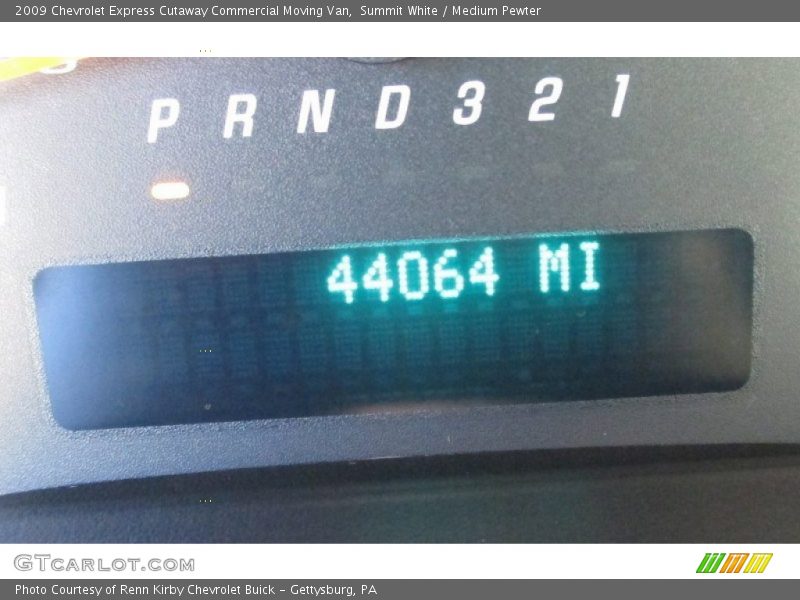 2009 Chevrolet Express Cutaway Commercial Moving Van,  Summit White / Medium Pewter
P R N D 3 2 1
44064 MI
GTCARLOT.COM
Photo Courtesy of Renn Kirby Chevrolet Buick - Gettysburg, PA